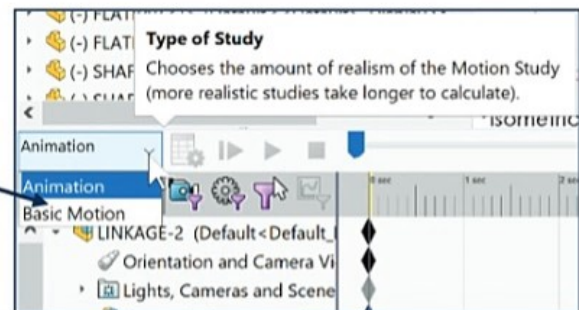 (-) FLAT
(-) FLAT
(-) SHAF
Type of Study
Chooses the amount of realism of the Motion Study
(more realistic studies take longer to calculate).
Animation
Animation
Basic Motion
0 sec
1 sec
LINKAGE-2 (Default<Default_
Orientation and Camera Vi
Lights, Cameras and Scene